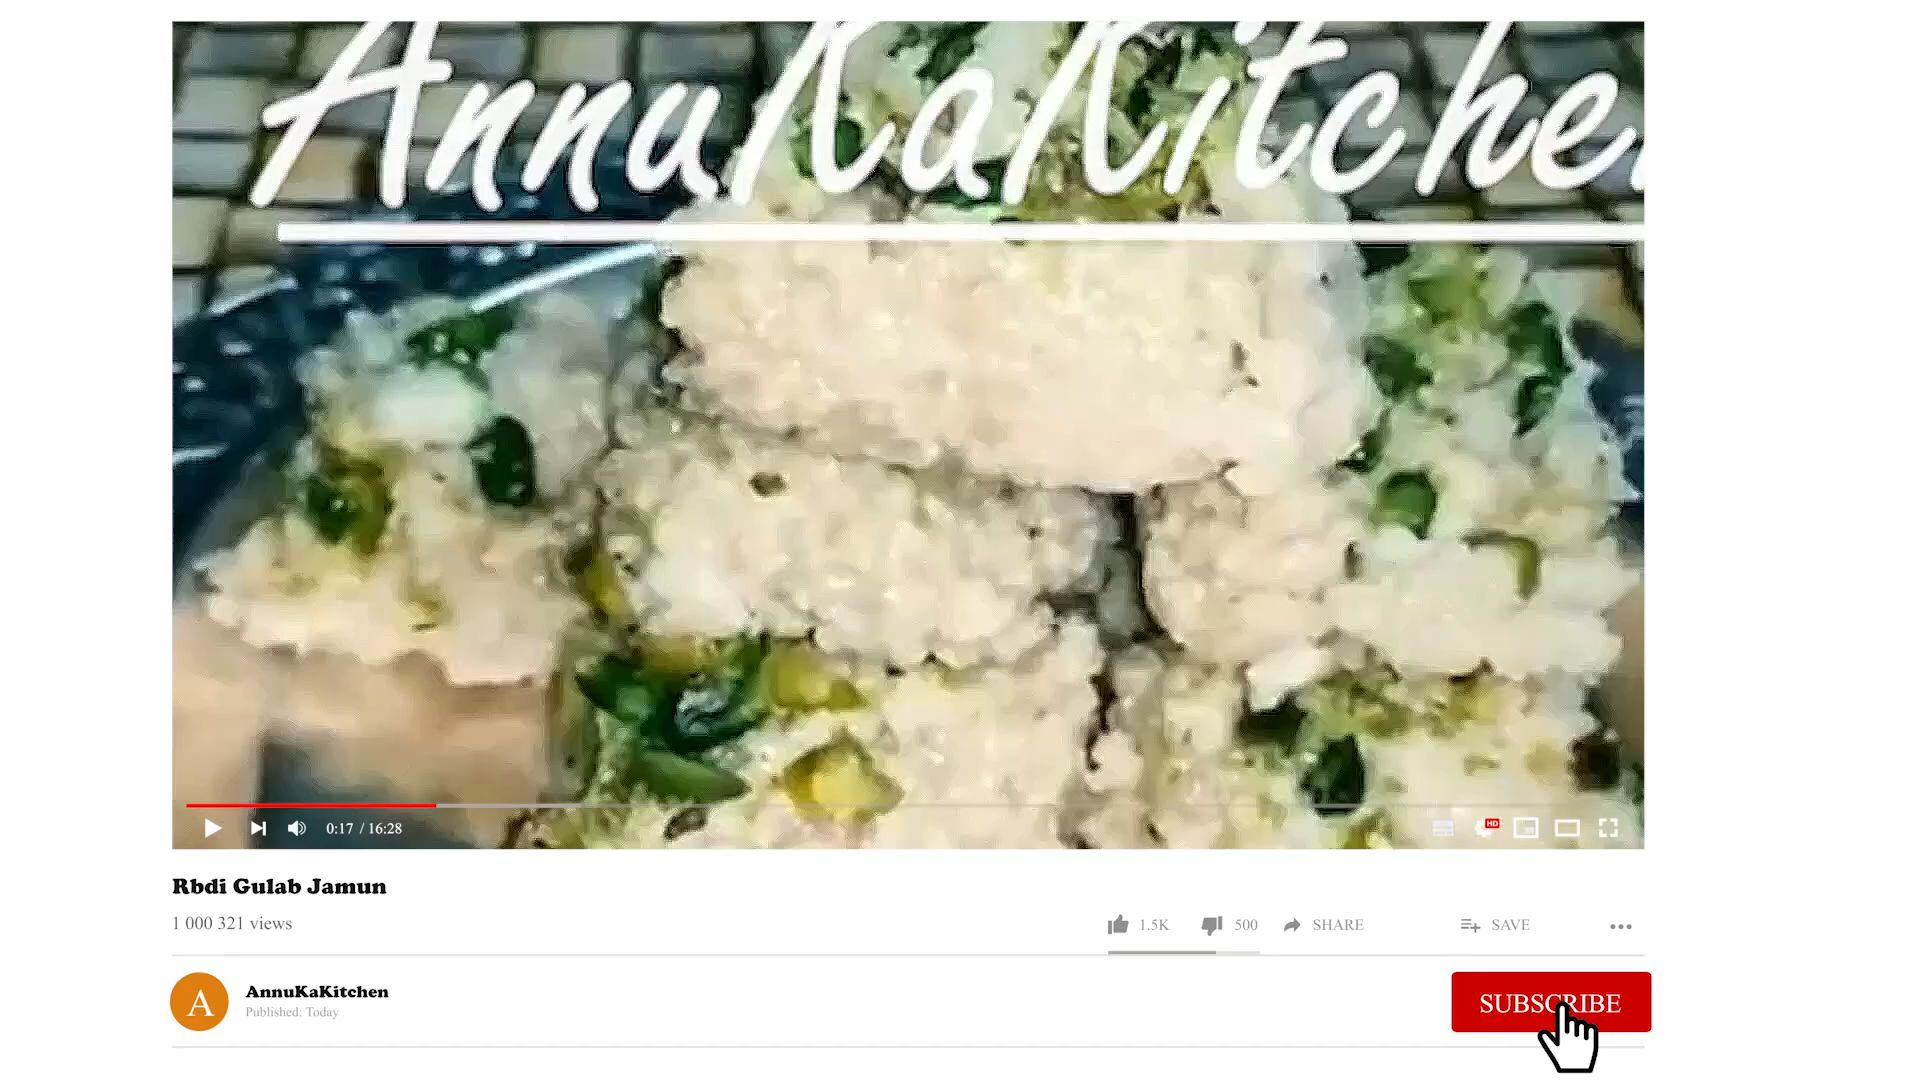 AnnuKaKitchen
0:17 / 16:28
HD
Rbdi Gulab Jamun
1 000 321 views
1.5K
500
SHARE
SAVE
A
AnnuKaKitchen
Published: Today
SUBSCRIBE